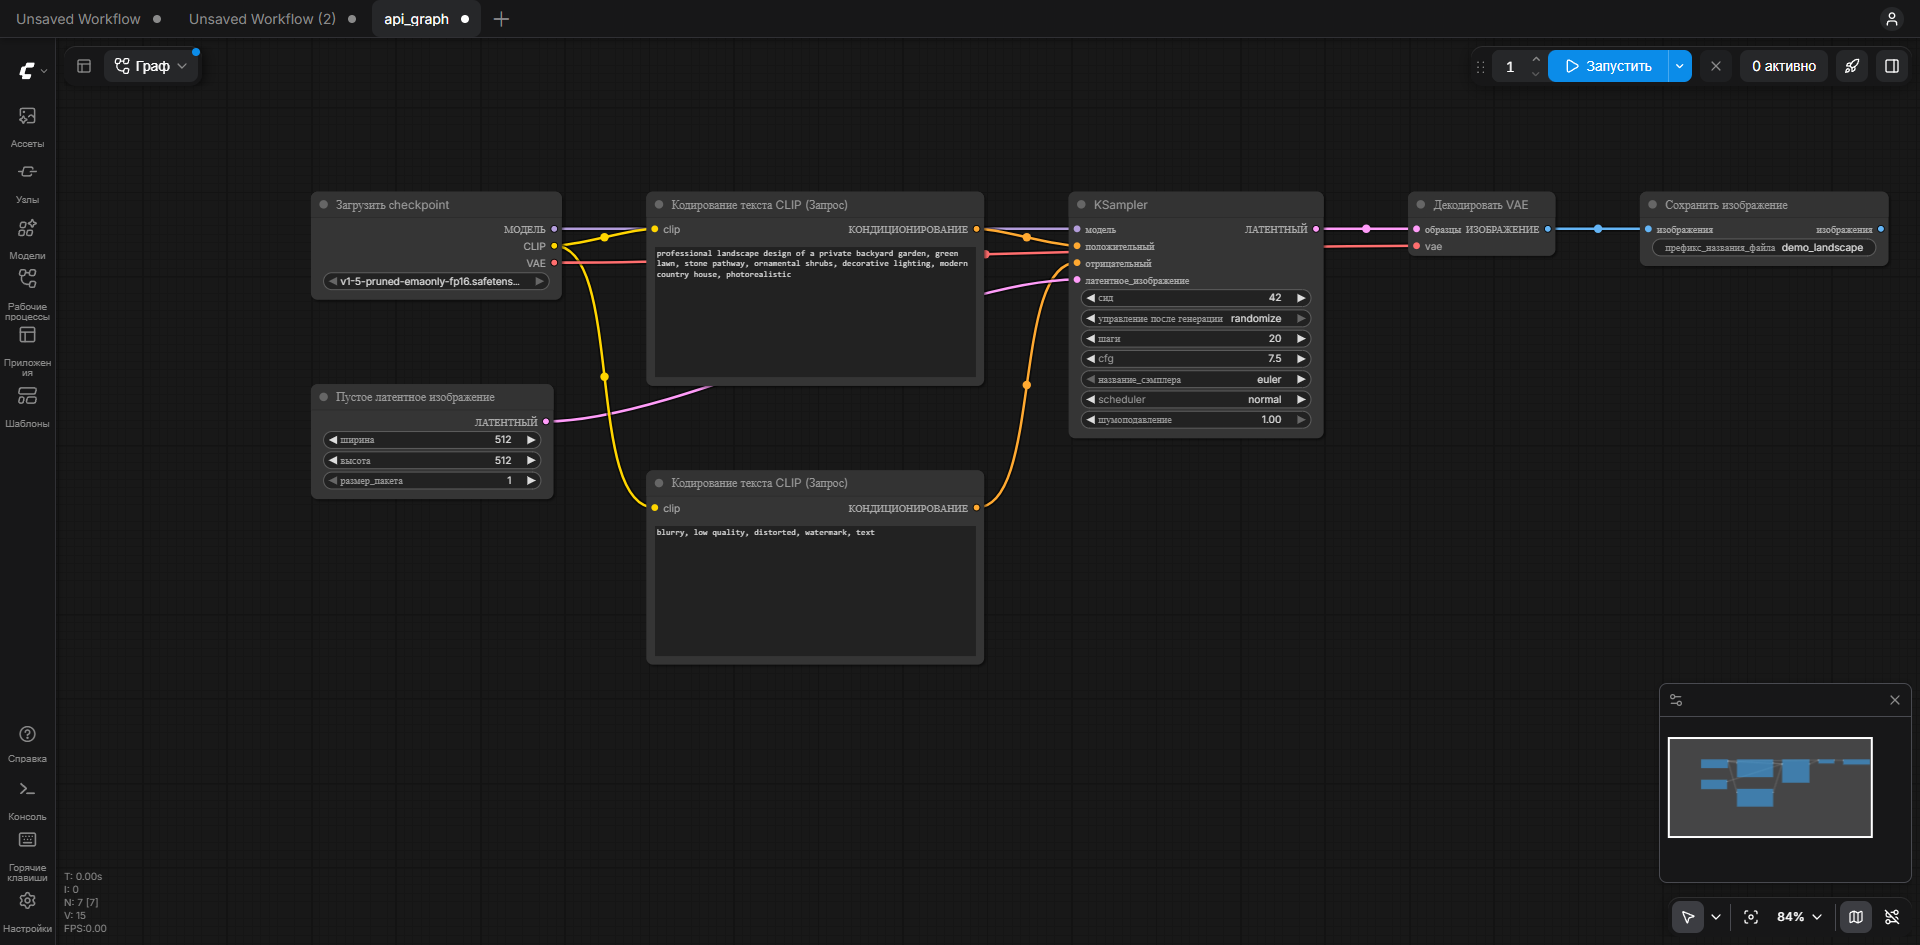 Unsaved Workflow
Unsaved Workflow (2)
api_graph
Граф
1
Запустить
0 активно
Ассеты
Узлы
Модели
Рабочие
процессы
Приложен
ия
Шаблоны
Справка
Консоль
Горячие
клавиши
Настройки
Загрузить checkpoint
МОДЕЛЬ
CLIP
VAE
v1-5-pruned-emaonly-fp16.safetens...
Пустое латентное изображение
ЛАТЕНТНЫЙ
ширина 512
высота 512
размер_пакета 1
Кодирование текста CLIP (Запрос)
clip КОНДИЦИОНИРОВАНИЕ
professional landscape design of a private backyard garden, green
lawn, stone pathway, ornamental shrubs, decorative lighting, modern
country house, photorealistic
Кодирование текста CLIP (Запрос)
clip КОНДИЦИОНИРОВАНИЕ
blurry, low quality, distorted, watermark, text
KSampler
модель ЛАТЕНТНЫЙ
положительный
отрицательный
латентное_изображение
сид 42
управление после генерации randomize
шаги 20
cfg 7.5
название_сэмплера euler
scheduler normal
шумоподавление 1.00
Декодировать VAE
образцы ИЗОБРАЖЕНИЕ
vae
Сохранить изображение
изображения изображения
префикс_названия_файла demo_landscape
T: 0.00s
I: 0
N: 7 [7]
V: 15
FPS:0.00
84%